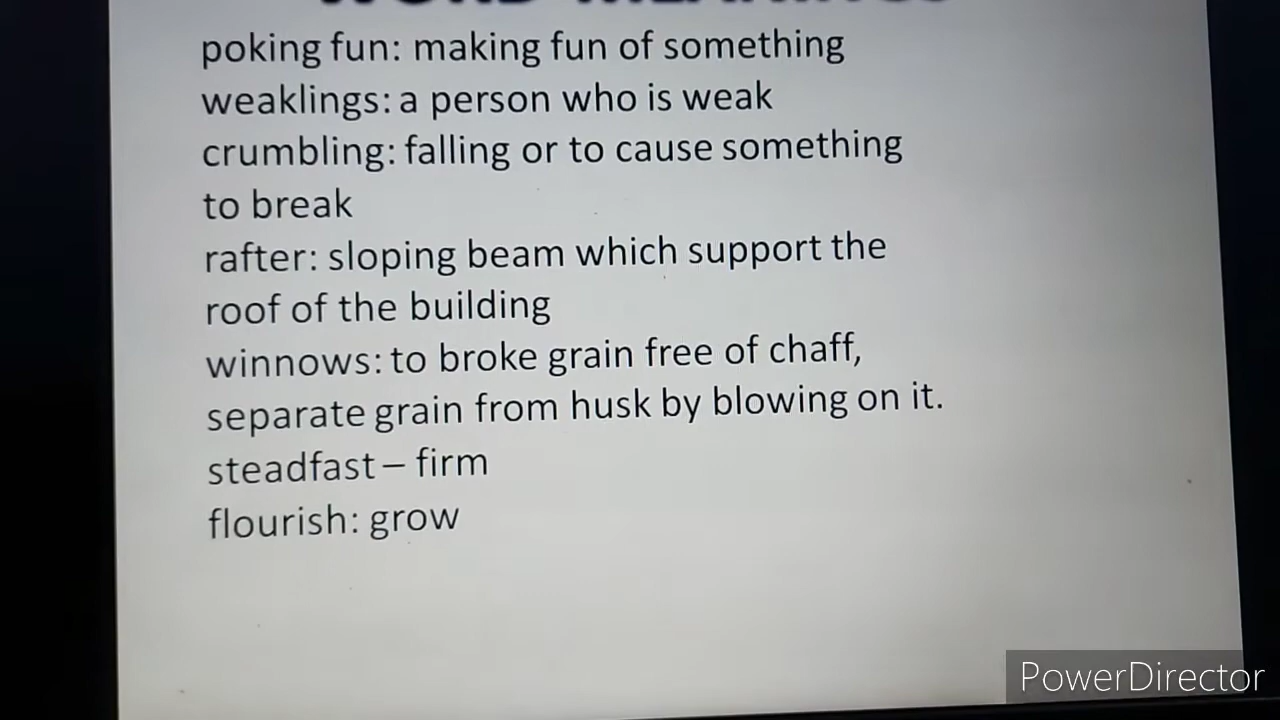 poking fun: making fun of something
weaklings: a person who is weak
crumbling: falling or to cause something
to break
rafter: sloping beam which support the
roof of the building
winnows: to broke grain free of chaff,
separate grain from husk by blowing on it.
steadfast – firm
flourish: grow
PowerDirector